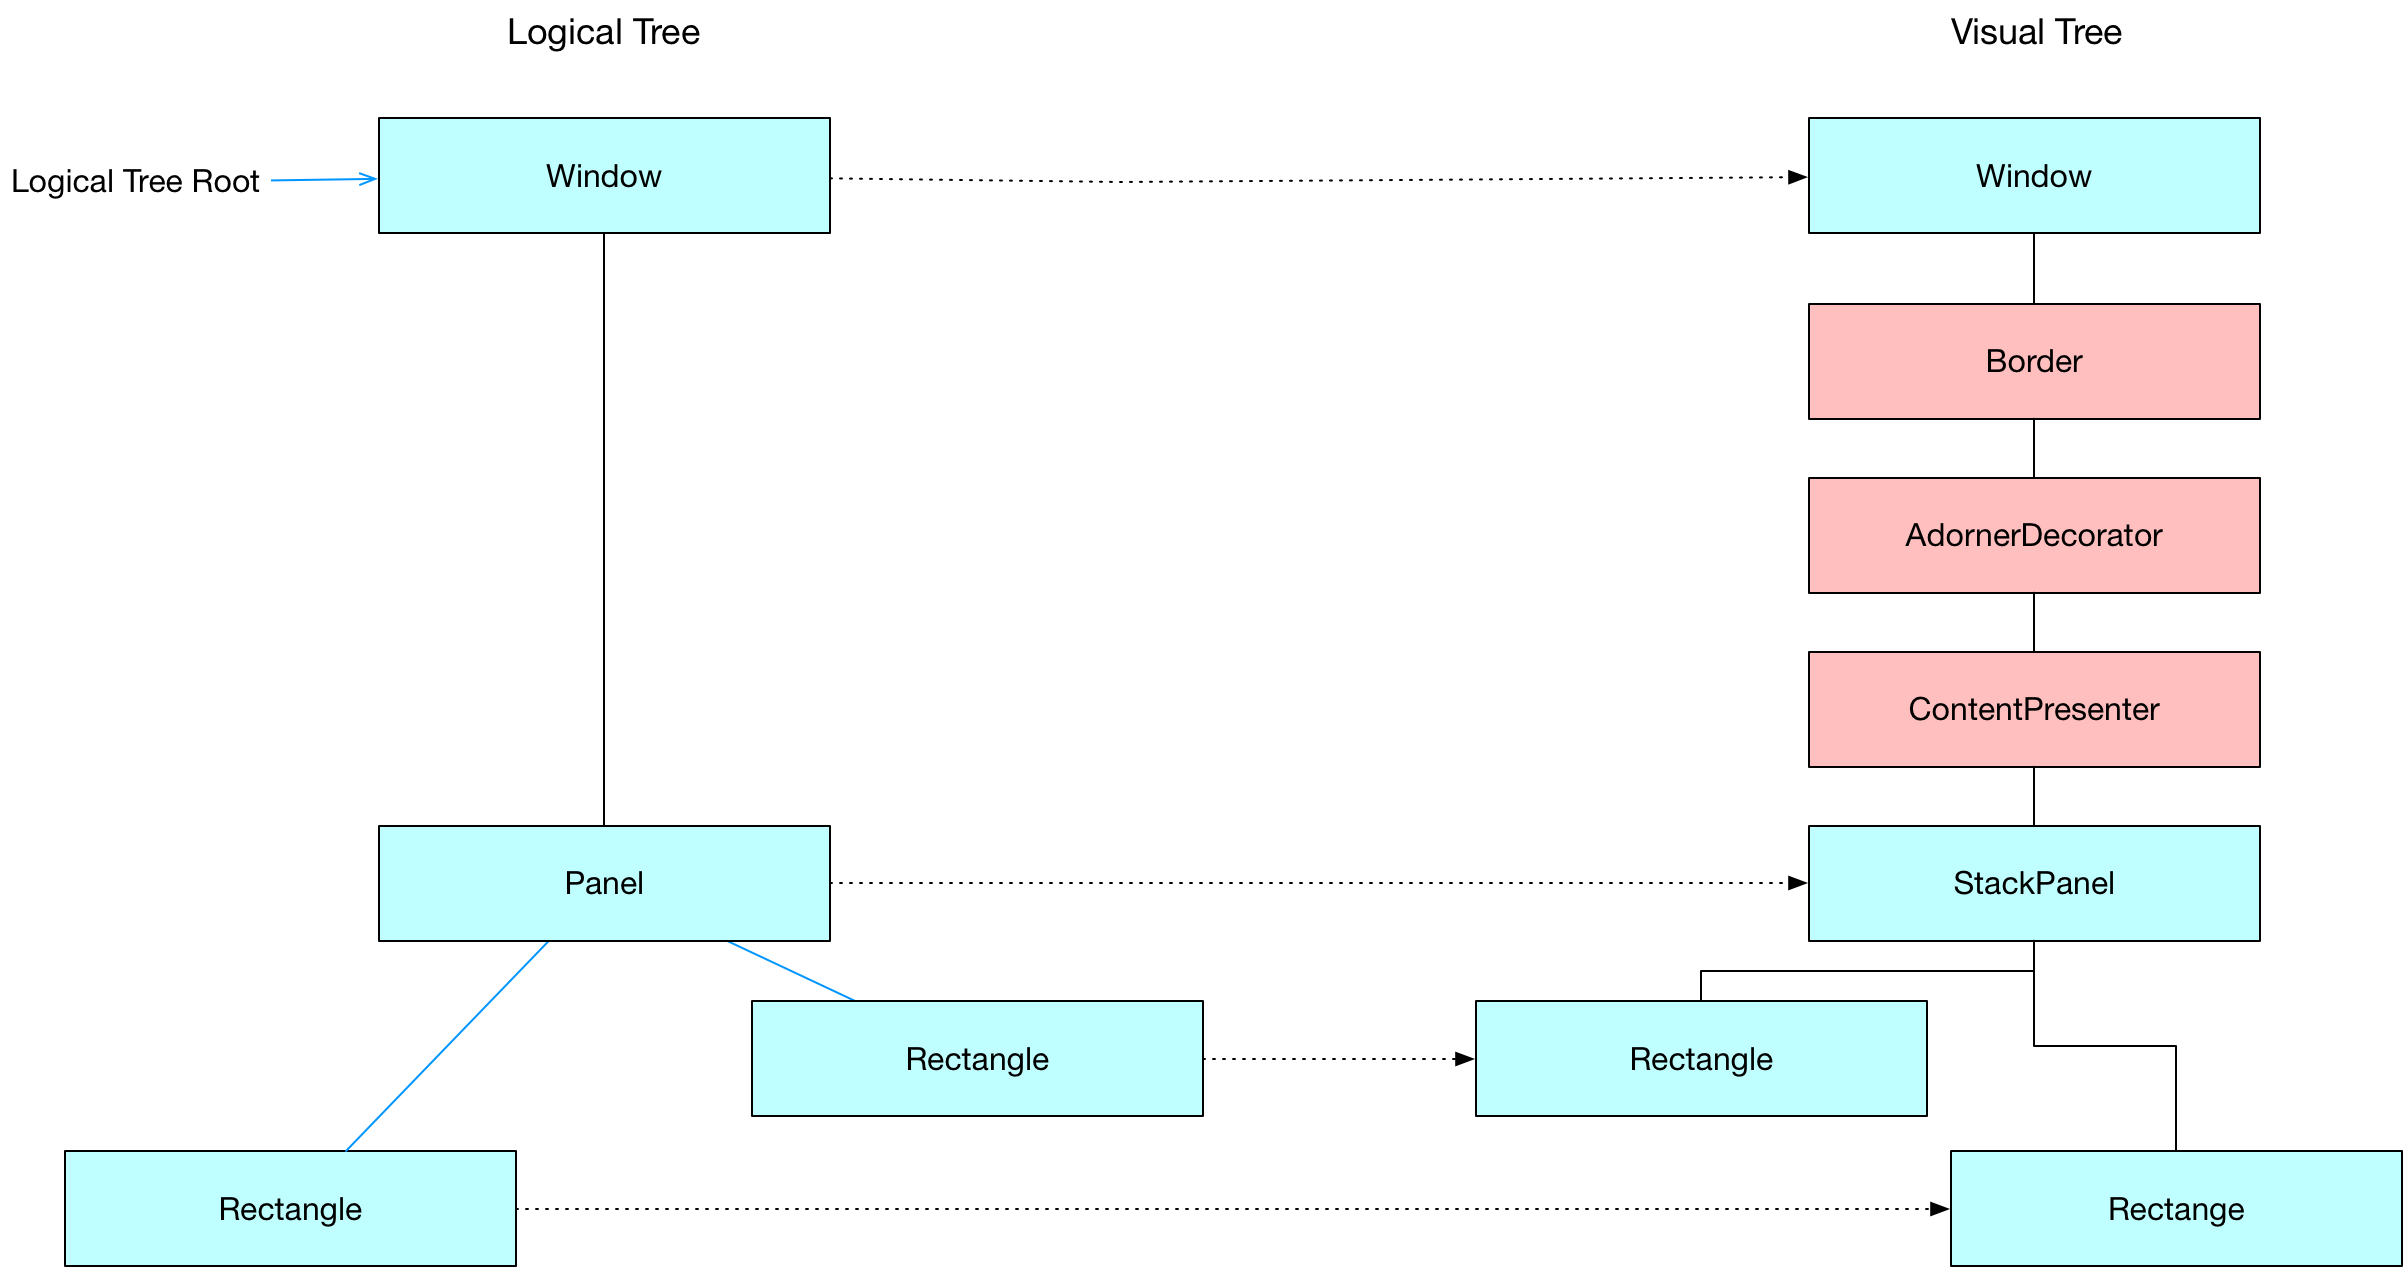 Logical Tree
Visual Tree
Logical Tree Root
Window
Window
Border
AdornerDecorator
ContentPresenter
Panel
StackPanel
Rectangle
Rectangle
Rectangle
Rectange